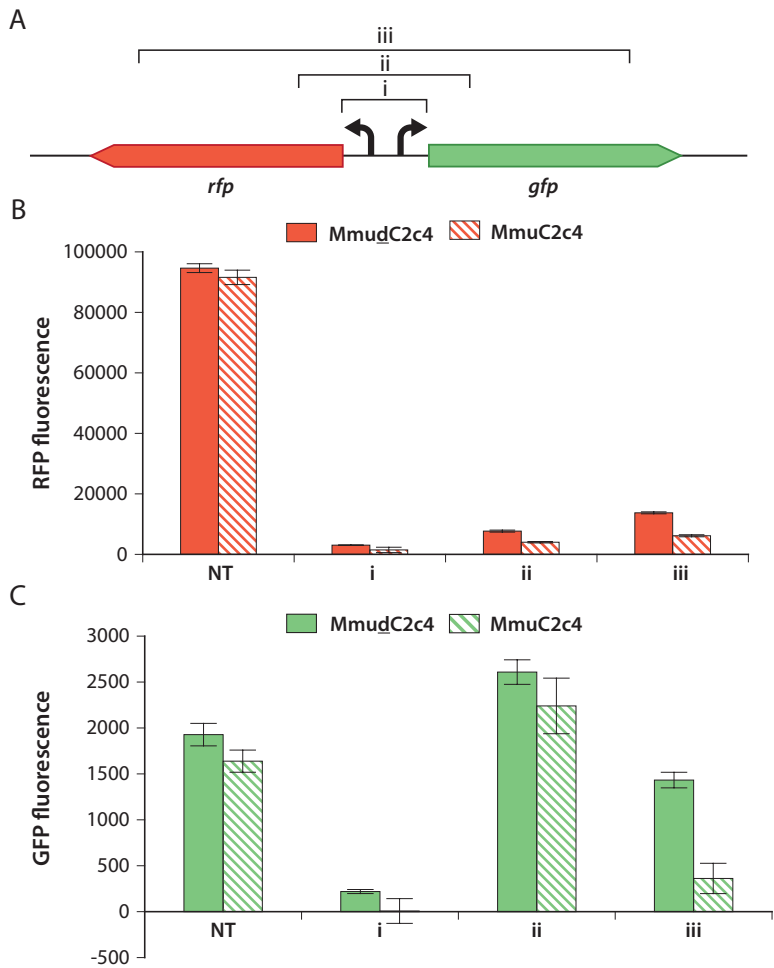 A
iii
ii
i
rfp
gfp
B
MmudC2c4 MmuC2c4
RFP fluorescence
100000
80000
60000
40000
20000
0
NT i ii iii
C
MmudC2c4 MmuC2c4
GFP fluorescence
3000
2500
2000
1500
1000
500
0
-500
NT i ii iii